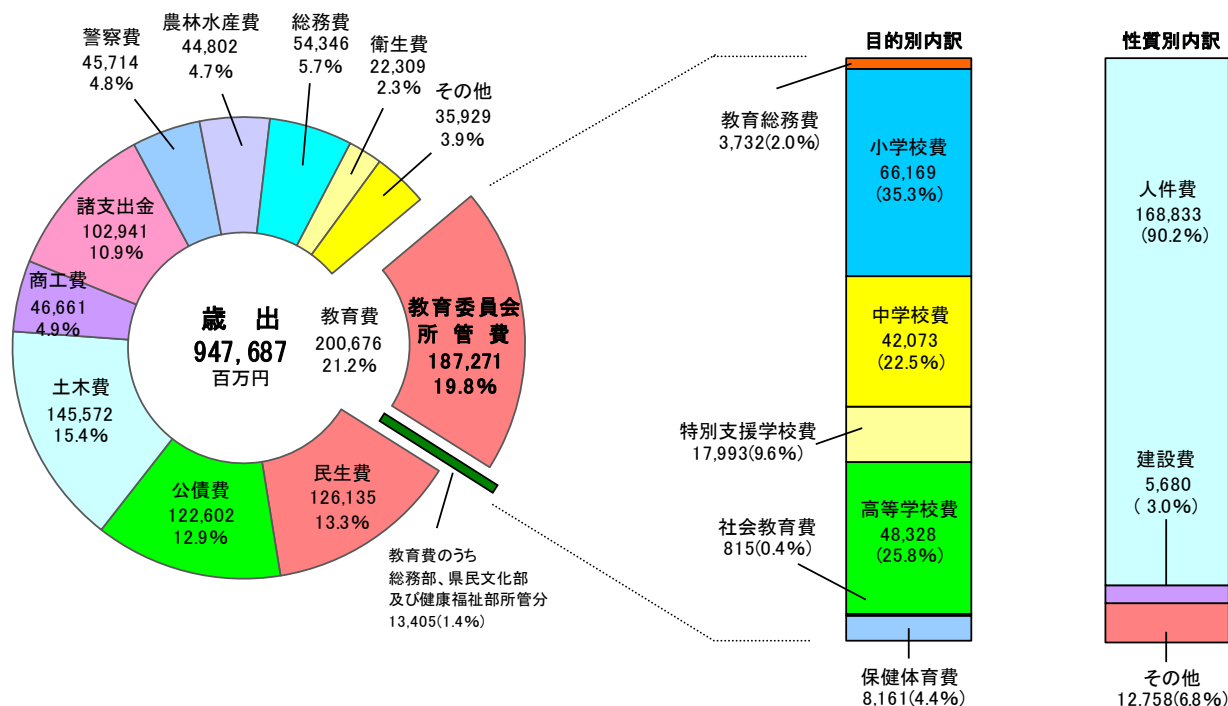 農林水産費
44,802
4.7%
総務費
54,346
5.7%
警察費
45,714
4.8%
衛生費
22,309
2.3%
その他
35,929
3.9%
諸支出金
102,941
10.9%
商工費
46,661
4.9%
歳 出
947,687
百万円
教育費
200,676
21.2%
教育委員会
所管費
187,271
19.8%
土木費
145,572
15.4%
公債費
122,602
12.9%
民生費
126,135
13.3%
教育費のうち
総務部、県民文化部
及び健康福祉部所管分
13,405(1.4%)
目的別内訳
教育総務費
3,732(2.0%)
小学校費
66,169
(35.3%)
中学校費
42,073
(22.5%)
特別支援学校費
17,993(9.6%)
高等学校費
48,328
(25.8%)
社会教育費
815(0.4%)
保健体育費
8,161(4.4%)
性質別内訳
人件費
168,833
(90.2%)
建設費
5,680
( 3.0%)
その他
12,758(6.8%)